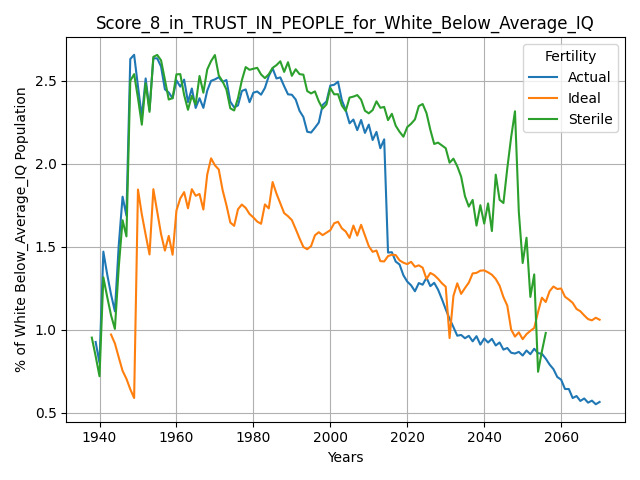 Score_8_in_TRUST_IN_PEOPLE_for_White_Below_Average_IQ
% of White Below_Average_IQ Population
2.5
2.0
1.5
1.0
0.5
Fertility
Actual
Ideal
Sterile
1940
1960
1980
2000
2020
2040
2060
Years